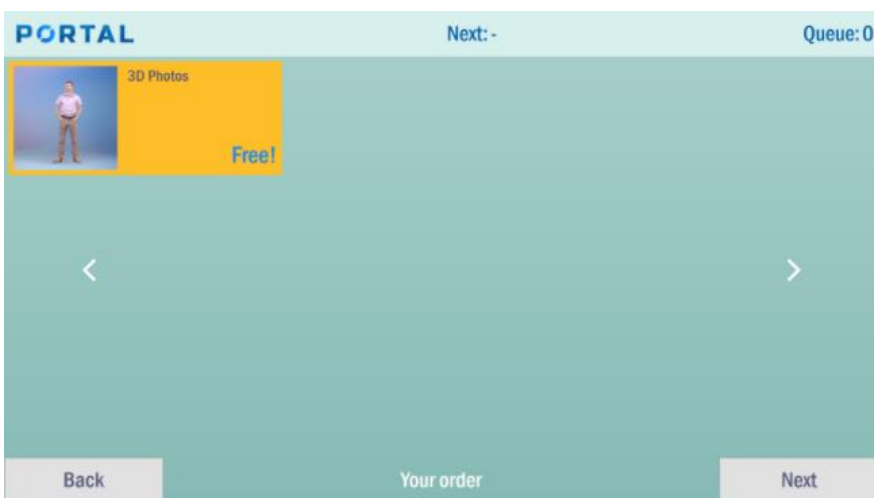 PORTAL
Next: -
Queue: 0
3D Photos
Free!
Back
Your order
Next